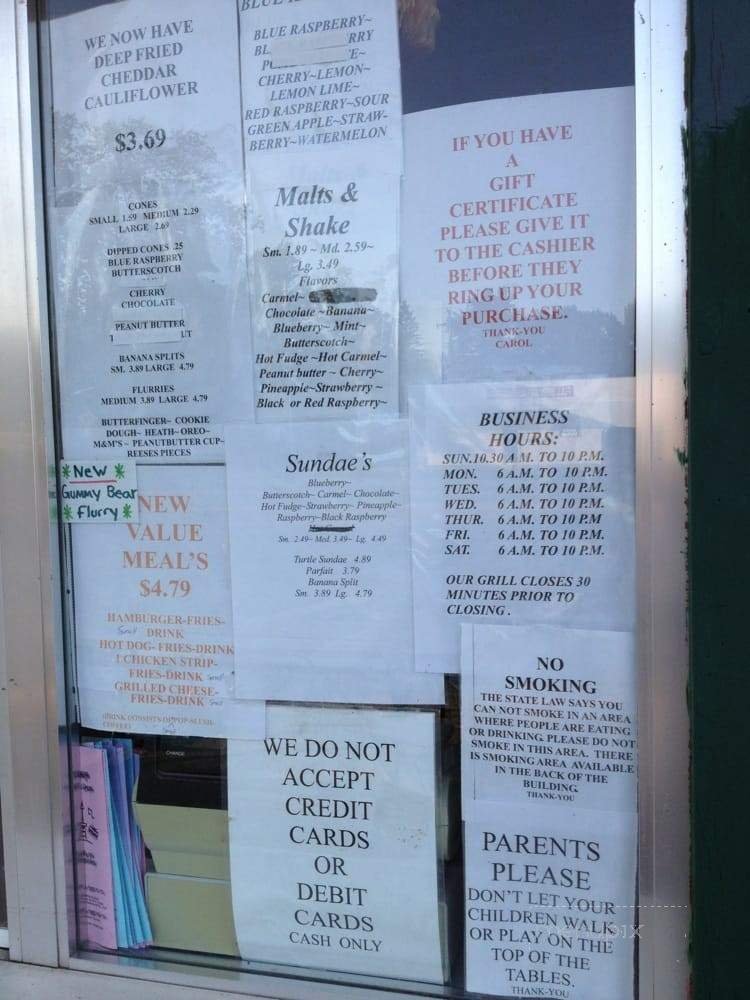 WE NOW HAVE
DEEP FRIED
CHEDDAR
CAULIFLOWER
$3.69
CONES
SMALL 1.59 MEDIUM 2.29
LARGE 2.69
DIPPED CONES .25
BLUE RASPBERRY
BUTTERSCOTCH
CHERRY
CHOCOLATE
PEANUT BUTTER
BANANA SPLITS
SM. 3.89 LARGE 4.79
FLURRIES
MEDIUM 3.89 LARGE 4.79
BUTTERFINGER~ COOKIE
DOUGH~ HEATH~OREO~
M&M'S ~ PEANUTBUTTER CUP~
REESES PIECES
New
Gummy Bear
Flurry
NEW
VALUE
MEAL'S
$4.79
HAMBURGER-FRIES-
Small DRINK
HOT DOG- FRIES-DRINK
1 CHICKEN STRIP-
FRIES-DRINK Small
GRILLED CHEESE-
FRIES-DRINK Small
BLUE RASPBERRY~
CHERRY~LEMON~
LEMON LIME~
RED RASPBERRY~SOUR
GREEN APPLE~STRAW-
BERRY~WATERMELON
Malts &
Shake
Sm. 1.89 ~ Md. 2.59~
Lg. 3.49
Flavors
Carmel~
Chocolate ~Banana~
Blueberry~ Mint~
Butterscotch~
Hot Fudge ~Hot Carmel~
Peanut butter ~ Cherry~
Pineapple~Strawberry ~
Black or Red Raspberry~
Sundae's
Blueberry~
Butterscotch~ Carmel~ Chocolate~
Hot Fudge~Strawberry~ Pineapple~
Raspberry~Black Raspberry
Sm. 2.49~ Med. 3.49~ Lg. 4.49
Turtle Sundae 4.89
Parfait 3.79
Banana Split
Sm. 3.89 Lg. 4.79
WE DO NOT
ACCEPT
CREDIT
CARDS
OR
DEBIT
CARDS
CASH ONLY
IF YOU HAVE
A
GIFT
CERTIFICATE
PLEASE GIVE IT
TO THE CASHIER
BEFORE THEY
RING UP YOUR
PURCHASE.
THANK-YOU
CAROL
BUSINESS
HOURS:
SUN.10.30 A.M. TO 10 P.M.
MON. 6 A.M. TO 10 P.M.
TUES. 6 A.M. TO 10 P.M.
WED. 6 A.M. TO 10 P.M.
THUR. 6 A.M. TO 10 P.M
FRI. 6 A.M. TO 10 P.M.
SAT. 6 A.M. TO 10 P.M.
OUR GRILL CLOSES 30
MINUTES PRIOR TO
CLOSING .
NO
SMOKING
THE STATE LAW SAYS YOU
CAN NOT SMOKE IN AN AREA
WHERE PEOPLE ARE EATING
OR DRINKING. PLEASE DO NOT
SMOKE IN THIS AREA. THERE
IS SMOKING AREA AVAILABLE
IN THE BACK OF THE
BUILDING.
THANK-YOU
PARENTS
PLEASE
DON'T LET YOUR
CHILDREN WALK
OR PLAY ON THE
TOP OF THE
TABLES.
THANK-YOU